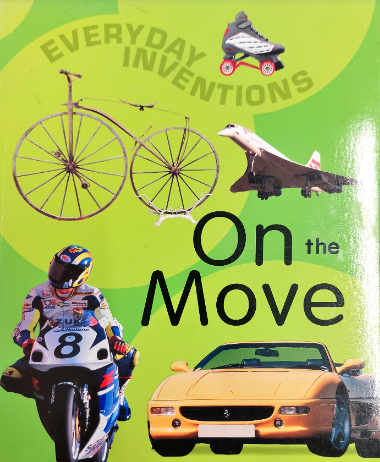 EVERYDAY
INVENTIONS
On the
Move
8